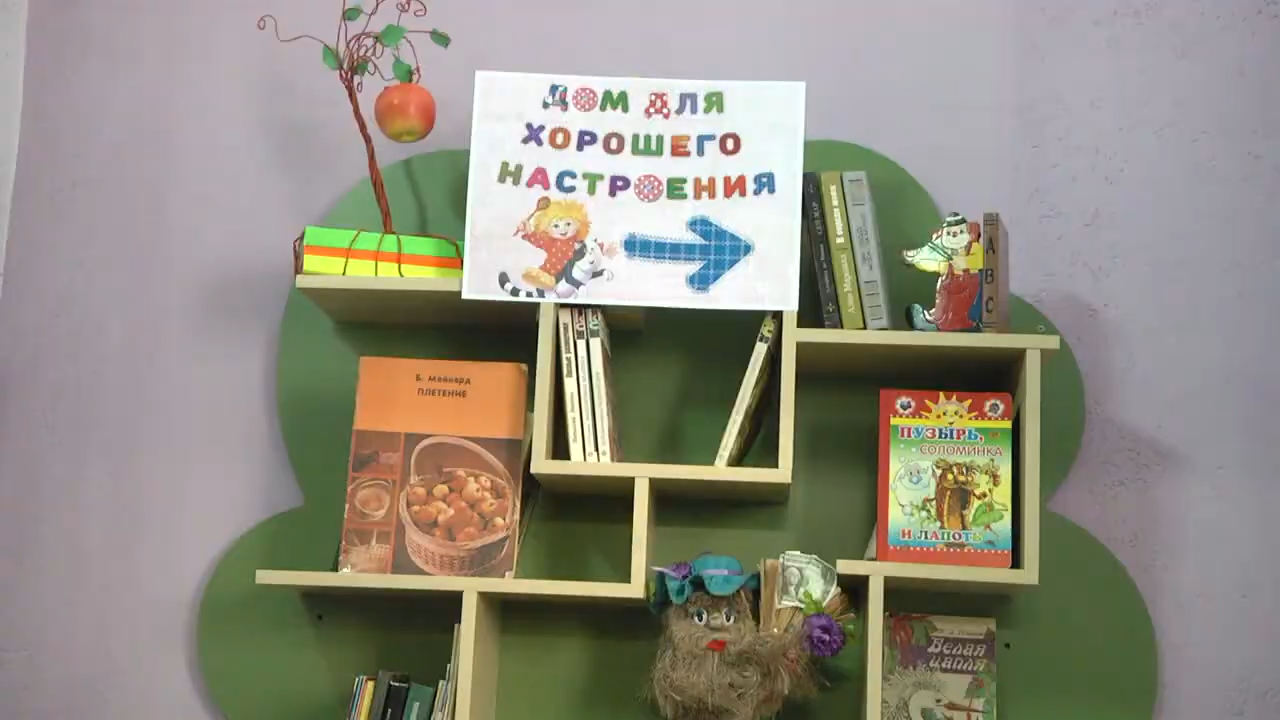 ДОМ ДЛЯ
ХОРОШЕГО
НАСТРОЕНИЯ
А
В
С
Б. Мейнард
ПЛЕТЕНИЕ
ПУЗЫРЬ,
СОЛОМИНКА
И ЛАПОТЬ
Белая
цапля